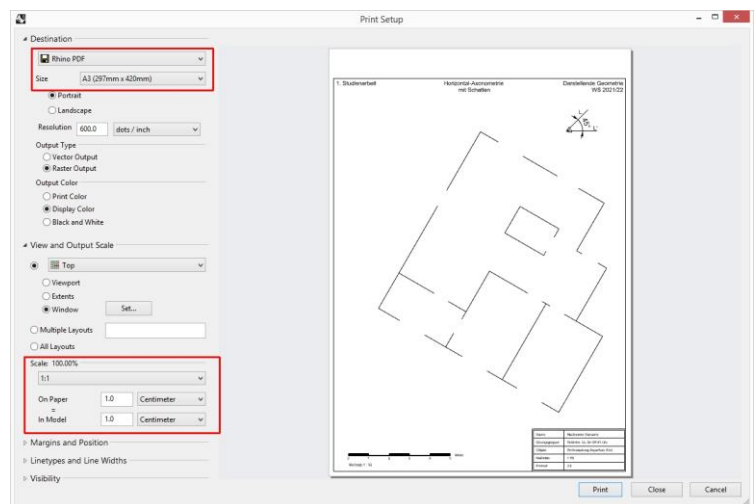 Print Setup
Destination
Rhino PDF
Size A3 (297mm x 420mm)
Portrait
Landscape
Resolution 600.0 dots / inch
Output Type
Vector Output
Raster Output
Output Color
Print Color
Display Color
Black and White
View and Output Scale
Top
Viewport
Extents
Window Set...
Multiple Layouts
All Layouts
Scale: 100.00%
1:1
On Paper 1.0 Centimeter
=
In Model 1.0 Centimeter
Margins and Position
Linetypes and Line Widths
Visibility
1. Studienarbeit Horizontal-Axonometrie Darstellende Geometrie
mit Schatten WS 2021/22
45°
Print Close Cancel